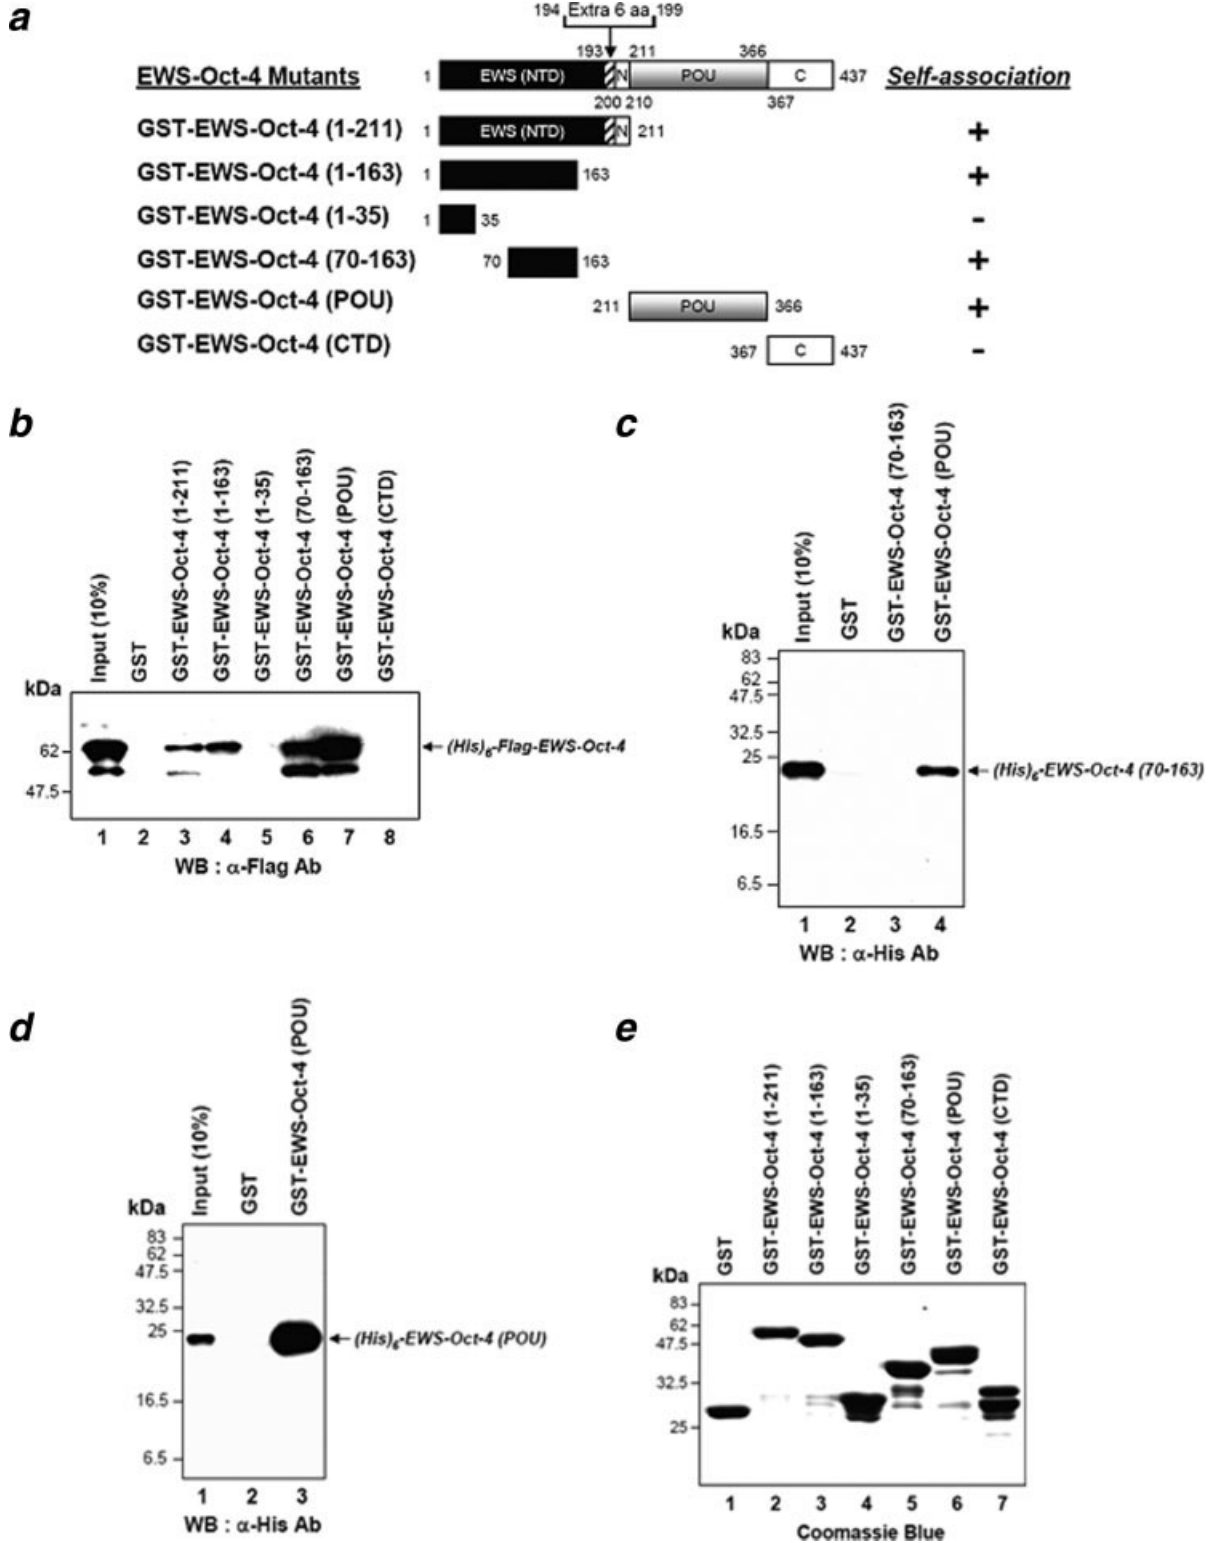 a
194 Extra 6 aa 199
193 211 366
EWS-Oct-4 Mutants 1 EWS (NTD) N POU C 437 Self-association
200 210 367
GST-EWS-Oct-4 (1-211) 1 EWS (NTD) N 211 +
GST-EWS-Oct-4 (1-163) 1 163 +
GST-EWS-Oct-4 (1-35) 1 35 -
GST-EWS-Oct-4 (70-163) 70 163 +
GST-EWS-Oct-4 (POU) 211 POU 366 +
GST-EWS-Oct-4 (CTD) 367 C 437 -
b
Input (10%)
GST
GST-EWS-Oct-4 (1-211)
GST-EWS-Oct-4 (1-163)
GST-EWS-Oct-4 (1-35)
GST-EWS-Oct-4 (70-163)
GST-EWS-Oct-4 (POU)
GST-EWS-Oct-4 (CTD)
kDa
62
47.5
(His)6-Flag-EWS-Oct-4
1 2 3 4 5 6 7 8
WB : α-Flag Ab
c
Input (10%)
GST
GST-EWS-Oct-4 (70-163)
GST-EWS-Oct-4 (POU)
kDa
83
62
47.5
32.5
25
16.5
6.5
(His)6-EWS-Oct-4 (70-163)
1 2 3 4
WB : α-His Ab
d
Input (10%)
GST
GST-EWS-Oct-4 (POU)
kDa
83
62
47.5
32.5
25
16.5
6.5
(His)6-EWS-Oct-4 (POU)
1 2 3
WB : α-His Ab
e
GST
GST-EWS-Oct-4 (1-211)
GST-EWS-Oct-4 (1-163)
GST-EWS-Oct-4 (1-35)
GST-EWS-Oct-4 (70-163)
GST-EWS-Oct-4 (POU)
GST-EWS-Oct-4 (CTD)
kDa
83
62
47.5
32.5
25
1 2 3 4 5 6 7
Coomassie Blue